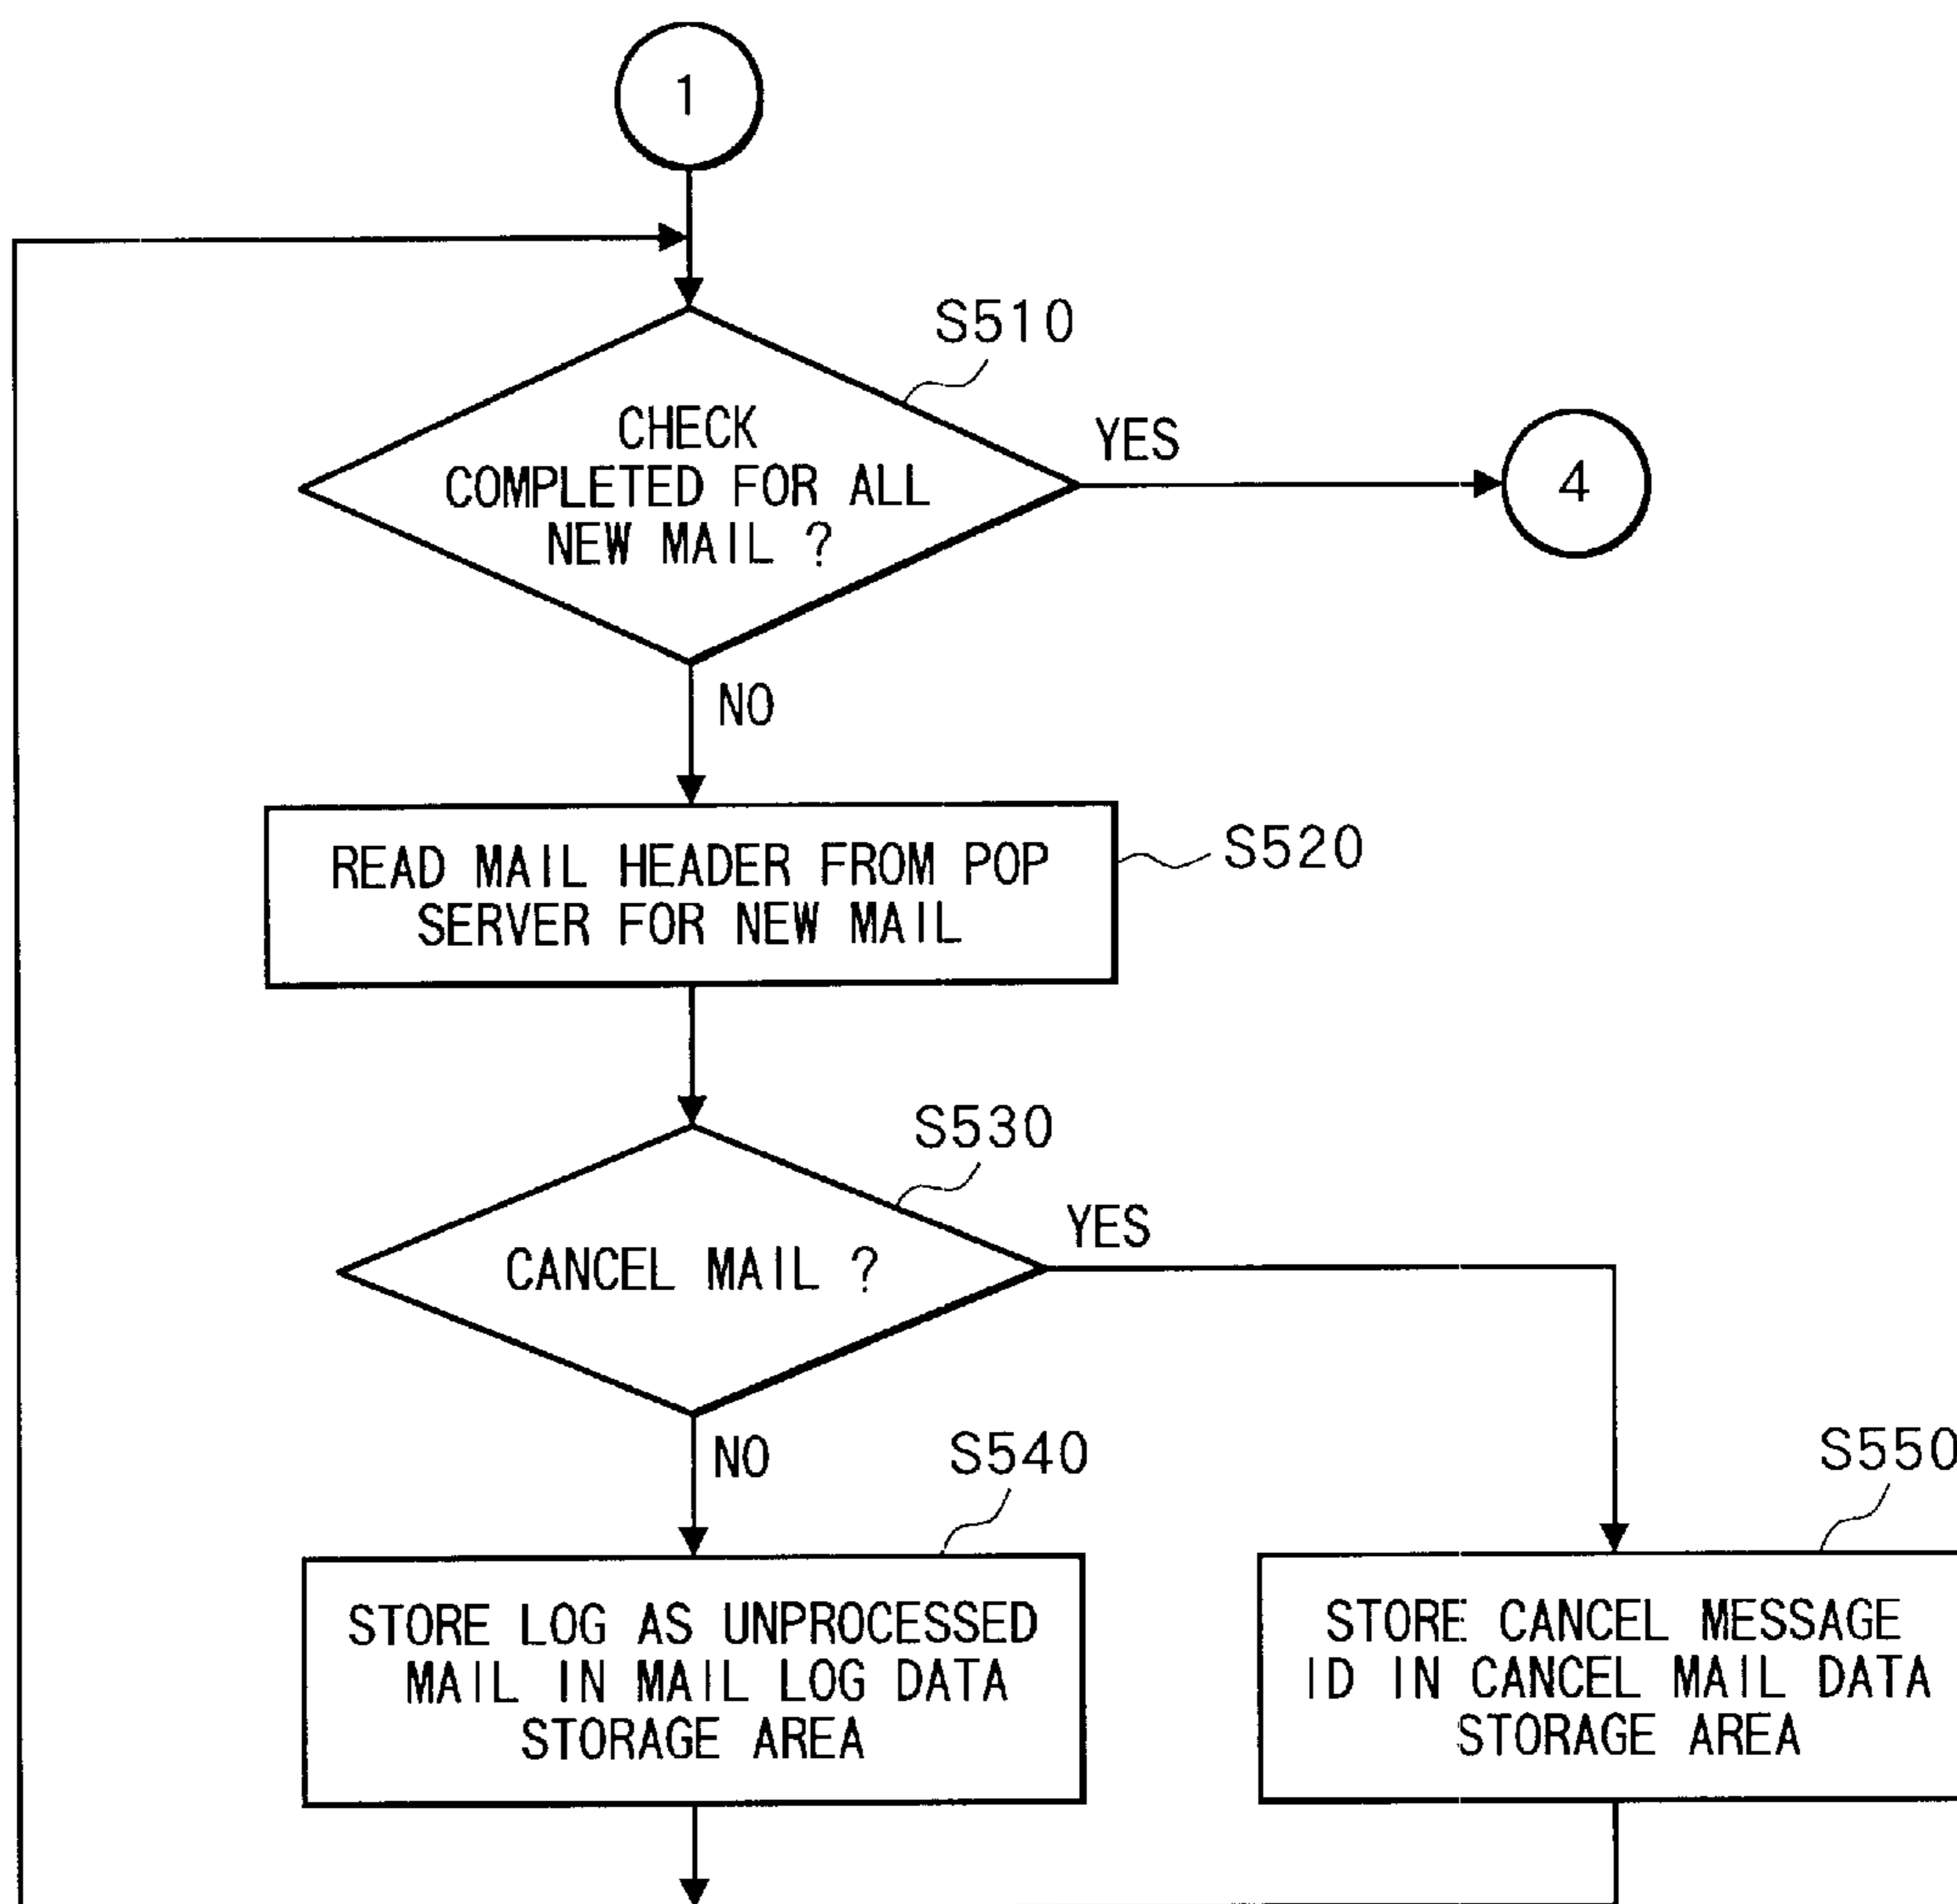 1
S510
CHECK
COMPLETED FOR ALL
NEW MAIL ?
YES
4
NO
READ MAIL HEADER FROM POP
SERVER FOR NEW MAIL
S520
S530
CANCEL MAIL ?
YES
NO
S540
S550
STORE LOG AS UNPROCESSED
MAIL IN MAIL LOG DATA
STORAGE AREA
STORE CANCEL MESSAGE
ID IN CANCEL MAIL DATA
STORAGE AREA